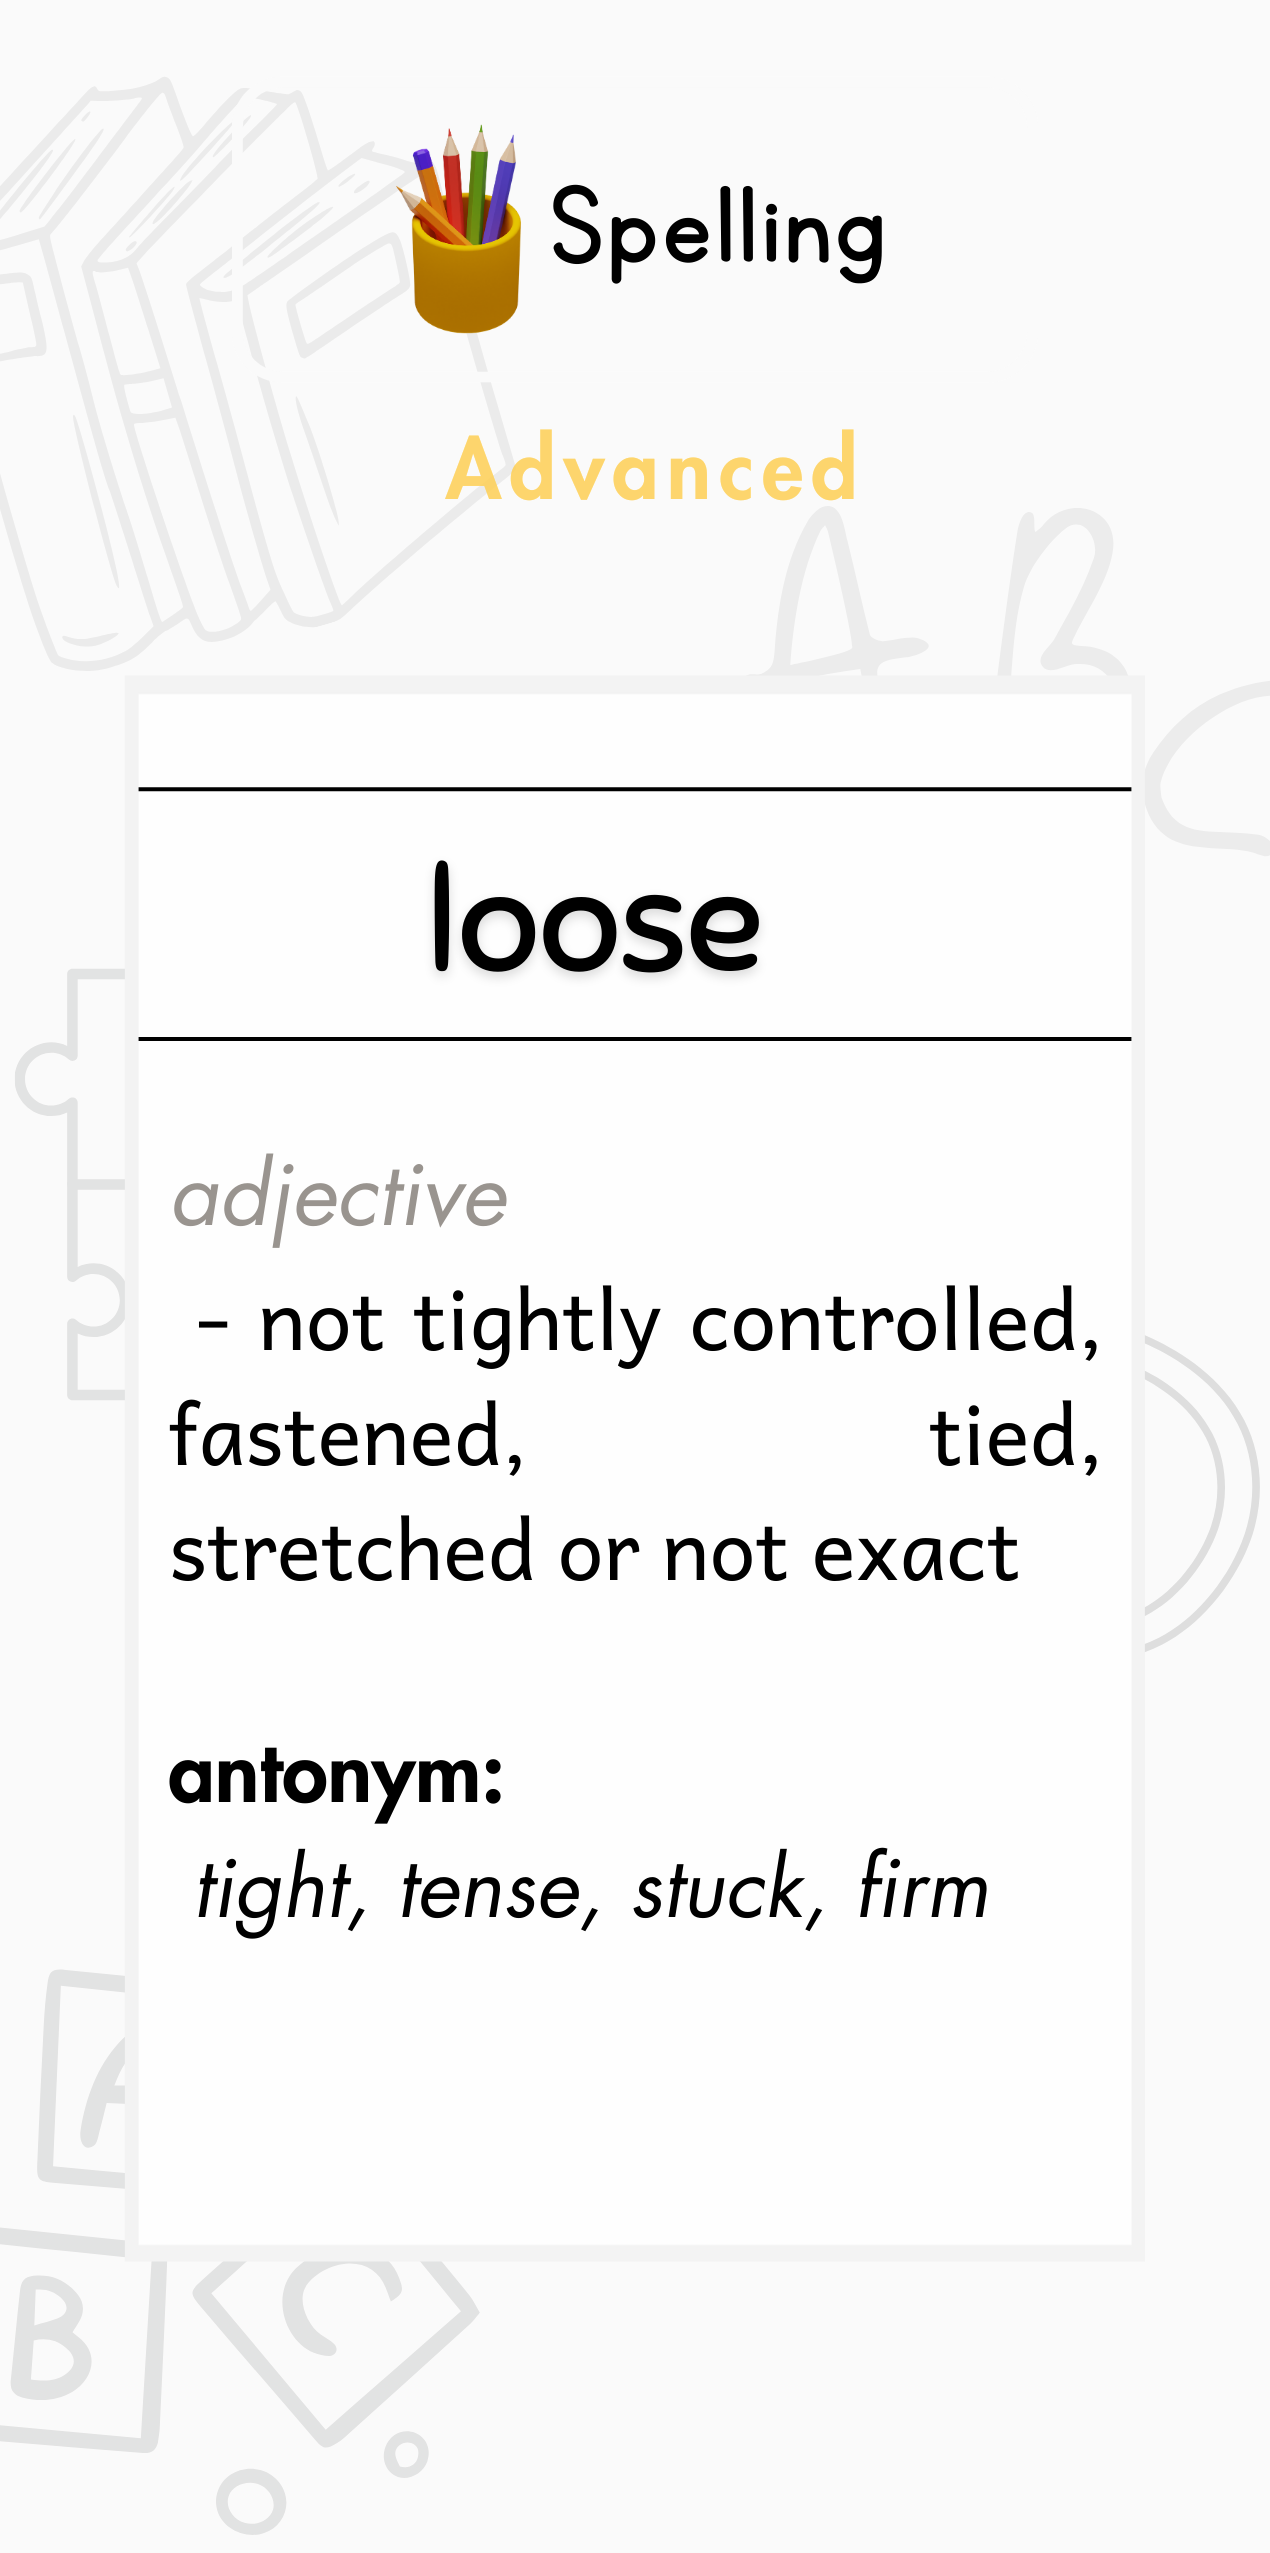 Spelling
Advanced
A B
loose
adjective
- not tightly controlled,
fastened, tied,
stretched or not exact
antonym:
tight, tense, stuck, firm
A
B C